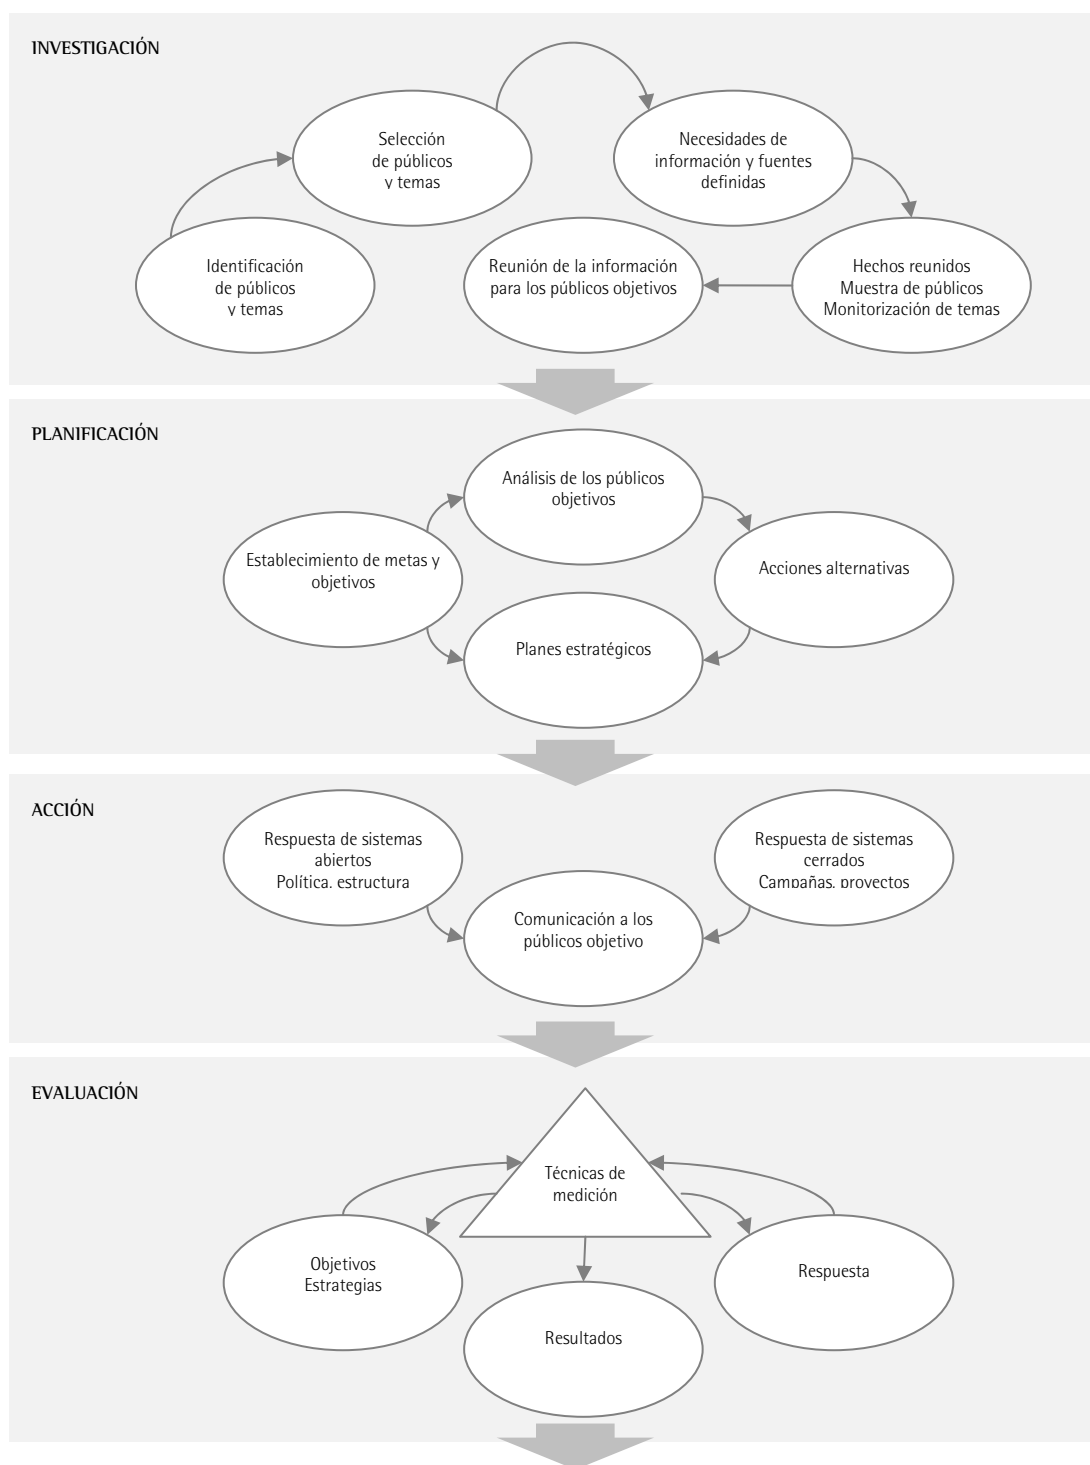 INVESTIGACIÓN
Selección
de públicos
y temas
Necesidades de
información y fuentes
definidas
Identificación
de públicos
y temas
Reunión de la información
para los públicos objetivos
Hechos reunidos
Muestra de públicos
Monitorización de temas
PLANIFICACIÓN
Análisis de los públicos
objetivos
Establecimiento de metas y
objetivos
Acciones alternativas
Planes estratégicos
ACCIÓN
Respuesta de sistemas
abiertos
Política, estructura
Respuesta de sistemas
cerrados
Campañas, proyectos
Comunicación a los
públicos objetivo
EVALUACIÓN
Técnicas de
medición
Objetivos
Estrategias
Respuesta
Resultados